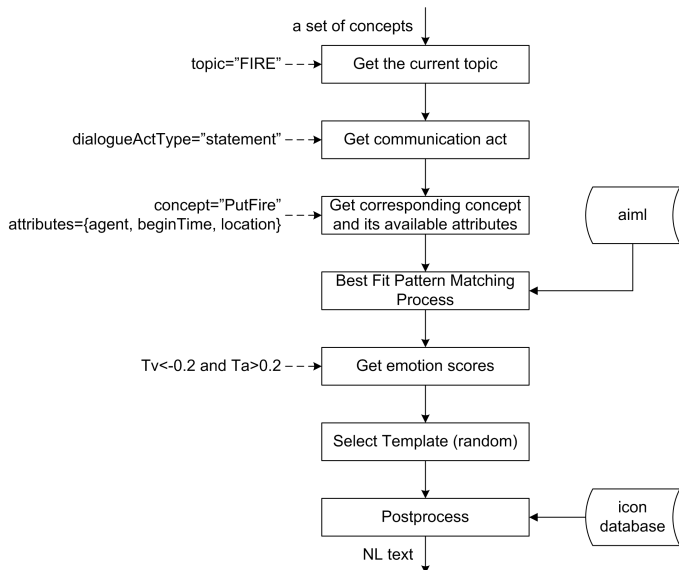 a set of concepts
topic=”FIRE”
Get the current topic
dialogueActType=”statement”
Get communication act
concept=”PutFire”
attributes={agent, beginTime, location}
Get corresponding concept
and its available attributes
aiml
Best Fit Pattern Matching
Process
Tv<-0.2 and Ta>0.2
Get emotion scores
Select Template (random)
Postprocess
icon
database
NL text